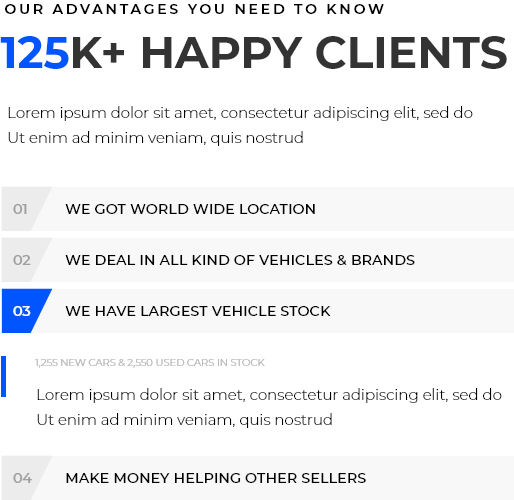 OUR ADVANTAGES YOU NEED TO KNOW
125K+ HAPPY CLIENTS
Lorem ipsum dolor sit amet, consectetur adipiscing elit, sed do
Ut enim ad minim veniam, quis nostrud
01 WE GOT WORLD WIDE LOCATION
02 WE DEAL IN ALL KIND OF VEHICLES & BRANDS
03 WE HAVE LARGEST VEHICLE STOCK
1,255 NEW CARS & 2,550 USED CARS IN STOCK
Lorem ipsum dolor sit amet, consectetur adipiscing elit, sed do
Ut enim ad minim veniam, quis nostrud
04 MAKE MONEY HELPING OTHER SELLERS